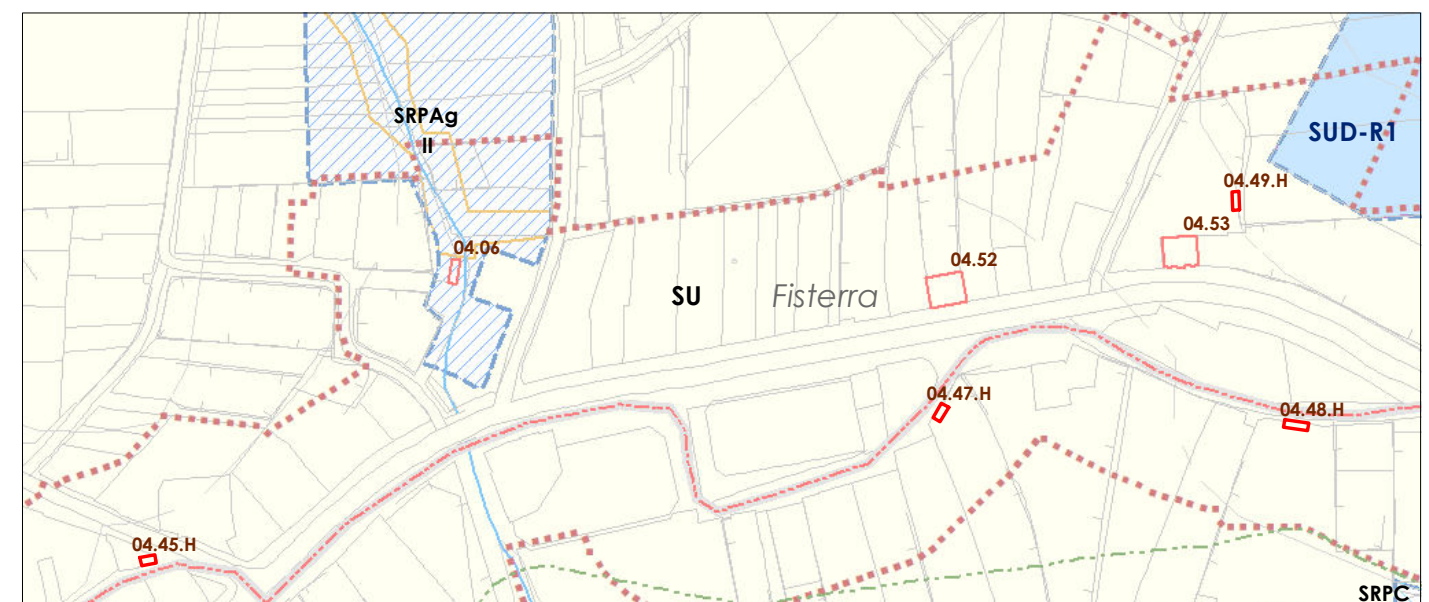 SRPAg
II
SUD-R1
04.49.H
04.53
04.06
04.52
SU
Fisterra
04.47.H
04.48.H
04.45.H
SRPC